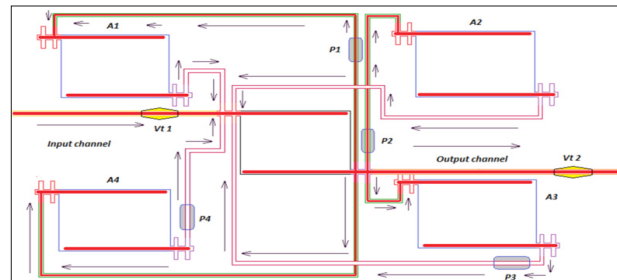 A1
A2
P1
Vt 1
P2
Input channel
Output channel
Vt 2
A4
A3
P4
P3